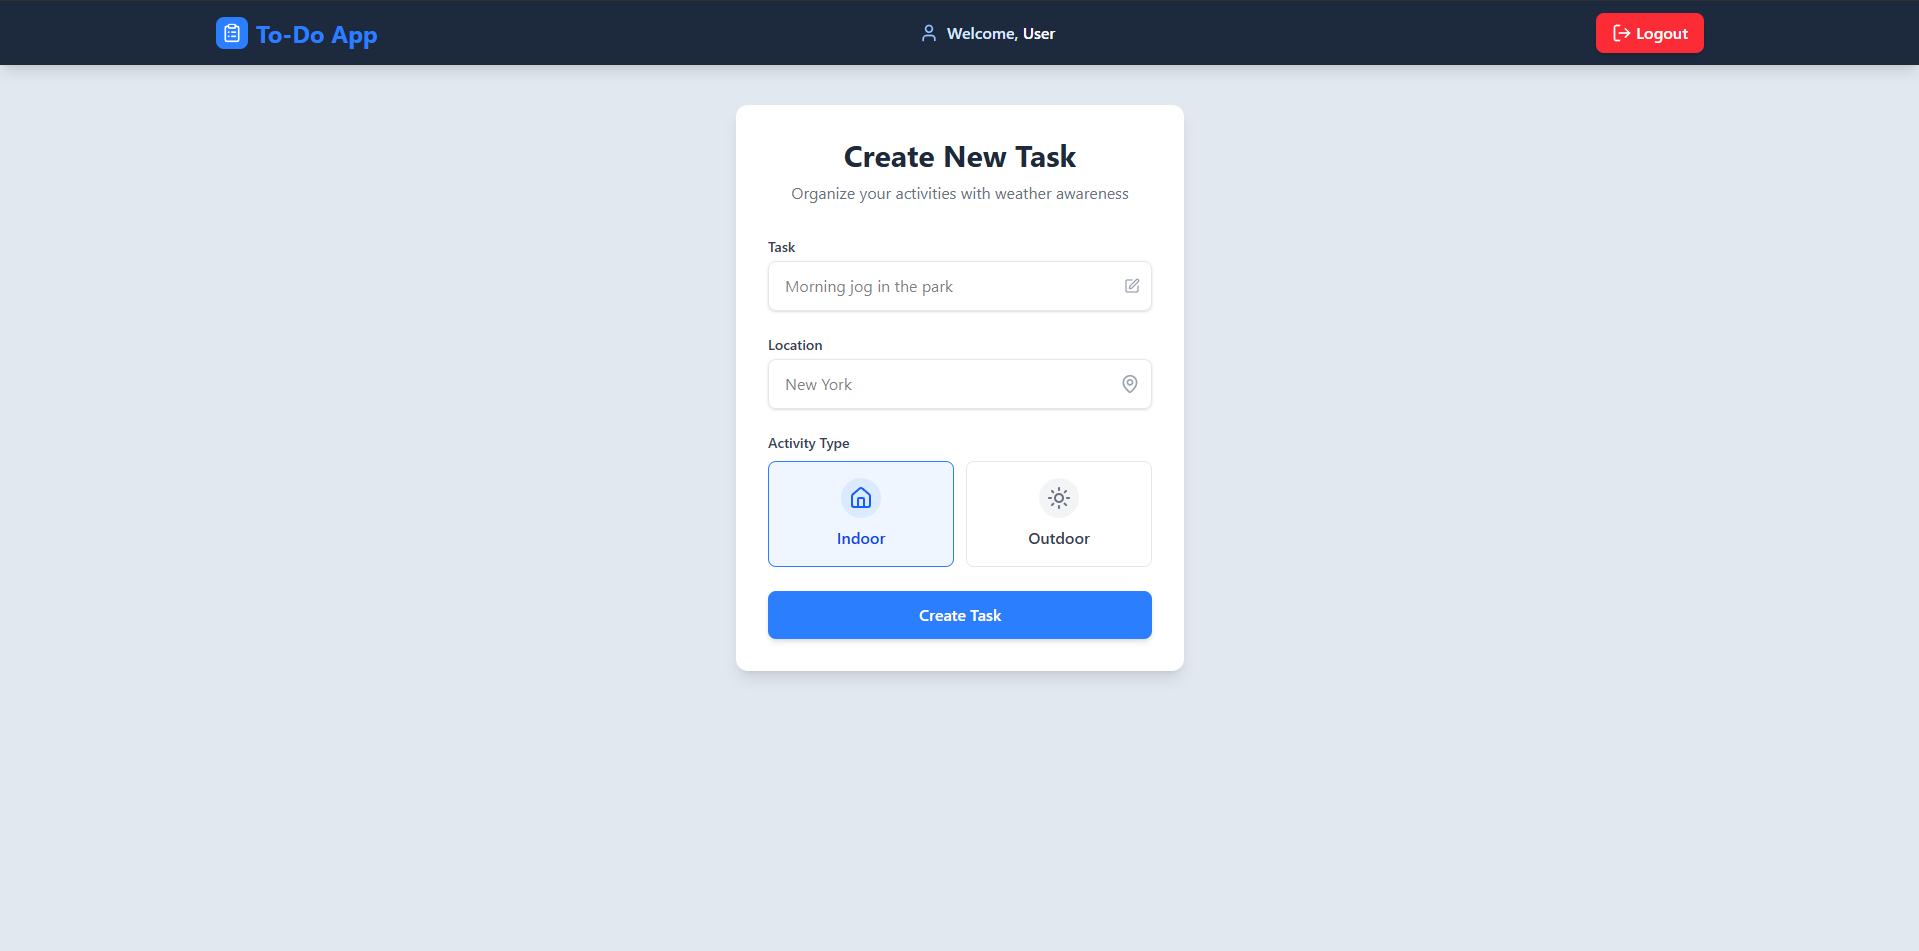 To-Do App
Welcome, User
Logout
Create New Task
Organize your activities with weather awareness
Task
Morning jog in the park
Location
New York
Activity Type
Indoor
Outdoor
Create Task